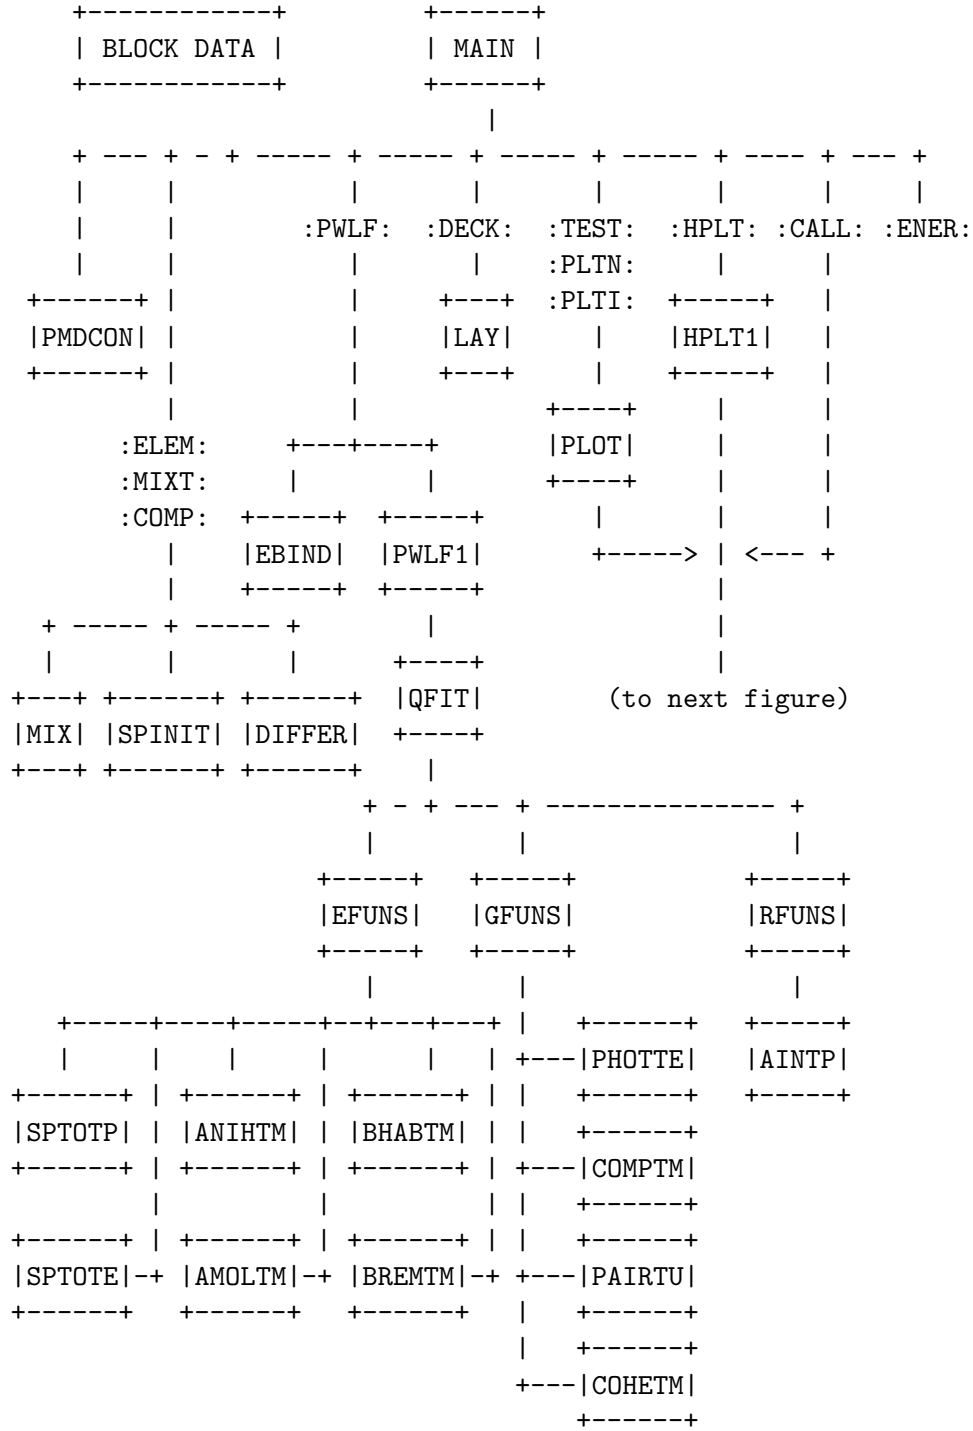 BLOCK DATA MAIN
:PWLF: :DECK: :TEST: :HPLT: :CALL: :ENER:
:PLTN:
:PLTI:
PMDCON LAY HPLT1
:ELEM: PLOT
:MIXT:
:COMP:
EBIND PWLF1
QFIT (to next figure)
MIX SPINIT DIFFER
EFUNS GFUNS RFUNS
PHOTTE AINTP
SPTOTP ANIHTM BHABTM
COMPTM
SPTOTE AMOLTM BREMTM PAIRTU
COHETM